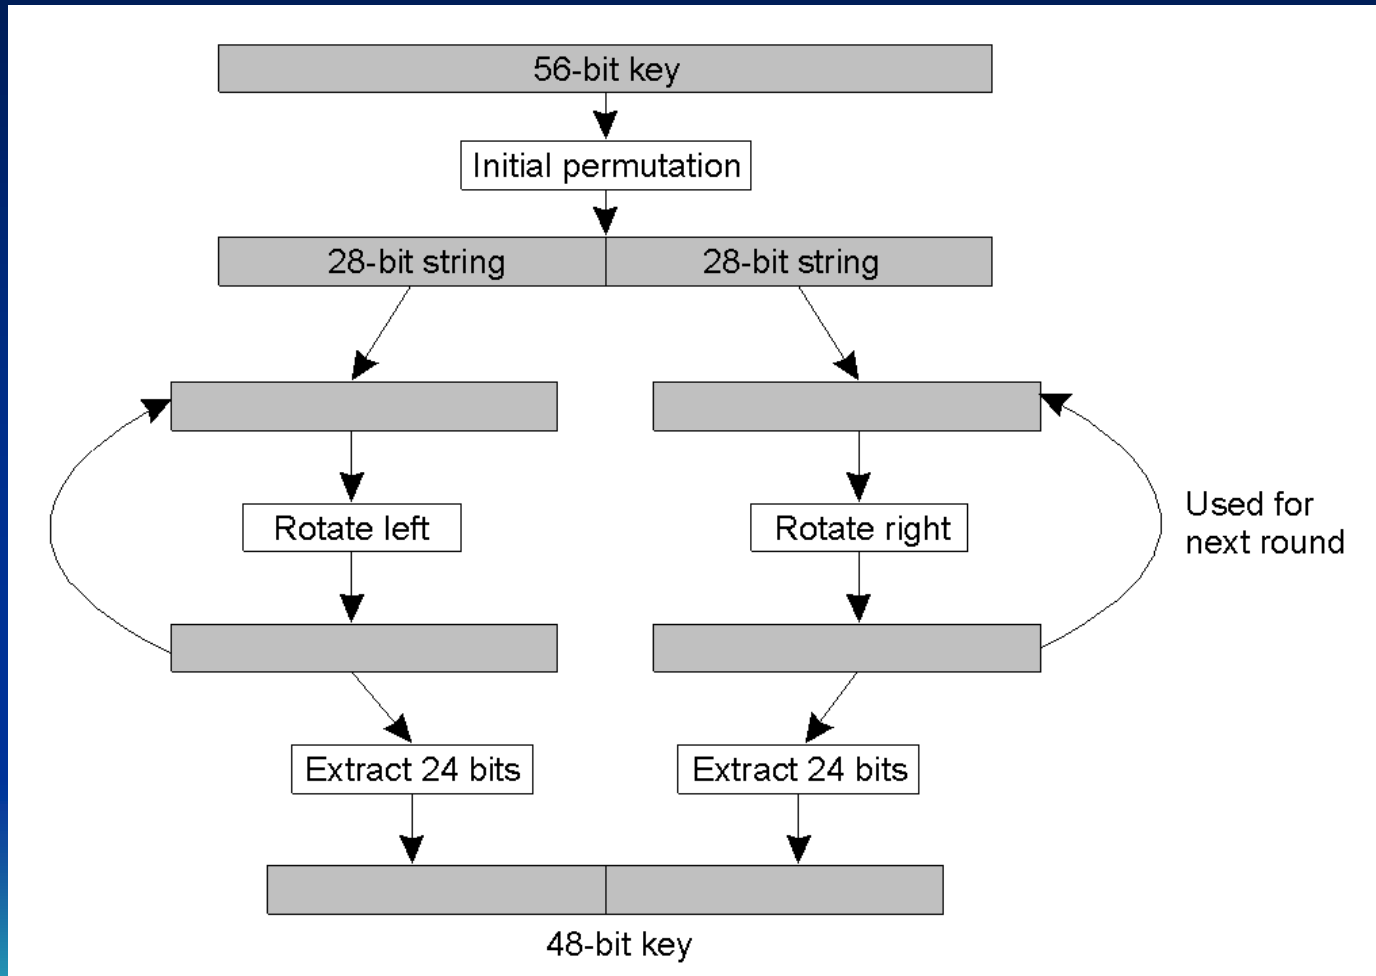 56-bit key
Initial permutation
28-bit string
28-bit string
Rotate left
Rotate right
Used for
next round
Extract 24 bits
Extract 24 bits
48-bit key